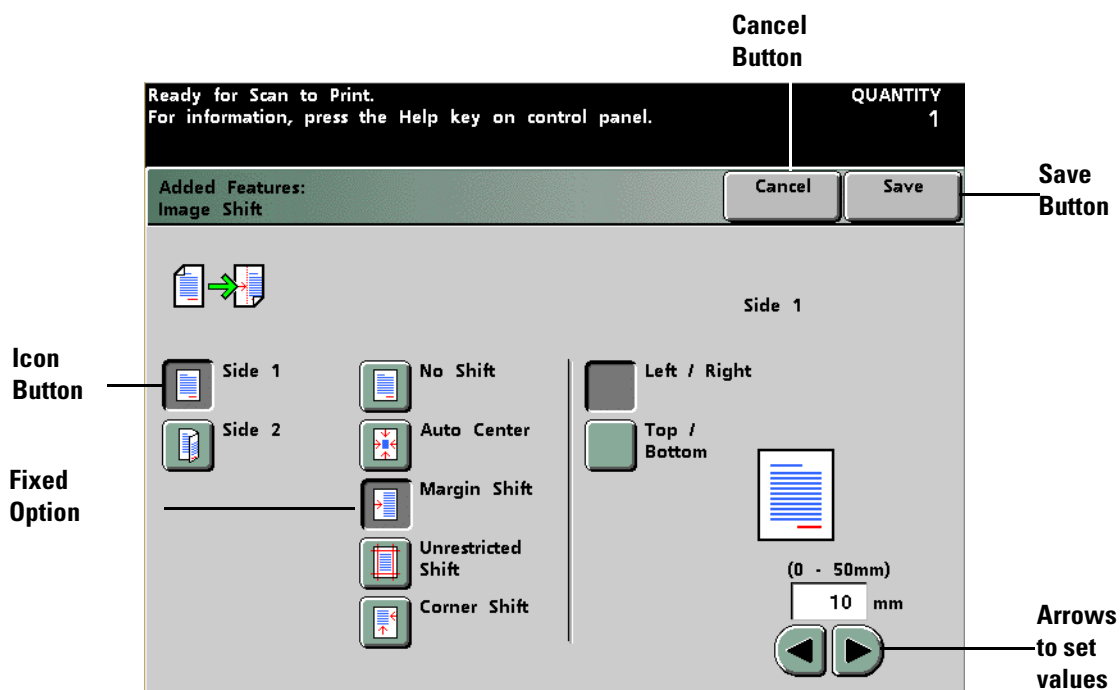 Cancel
Button
Ready for Scan to Print.
For information, press the Help key on control panel.
QUANTITY
1
Added Features:
Image Shift
Cancel
Save
Save
Button
Side 1
Icon
Button
Side 1
Side 2
Fixed
Option
No Shift
Auto Center
Margin Shift
Unrestricted
Shift
Corner Shift
Left / Right
Top /
Bottom
(0 - 50mm)
10 mm
Arrows
to set
values